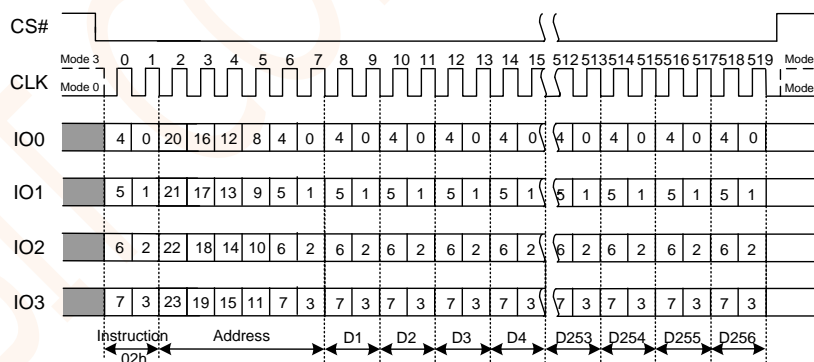 CS#
Mode 3 0 1 2 3 4 5 6 7 8 9 10 11 12 13 14 15 512 513 514 515 516 517 518 519 Mode
CLK
Mode 0 Mode
IO0 4 0 20 16 12 8 4 0 4 0 4 0 4 0 4 0 4 0 4 0 4 0 4 0
IO1 5 1 21 17 13 9 5 1 5 1 5 1 5 1 5 1 5 1 5 1 5 1 5 1
IO2 6 2 22 18 14 10 6 2 6 2 6 2 6 2 6 2 6 2 6 2 6 2 6 2
IO3 7 3 23 19 15 11 7 3 7 3 7 3 7 3 7 3 7 3 7 3 7 3 7 3
Instruction Address D1 D2 D3 D4 D253 D254 D255 D256
02h